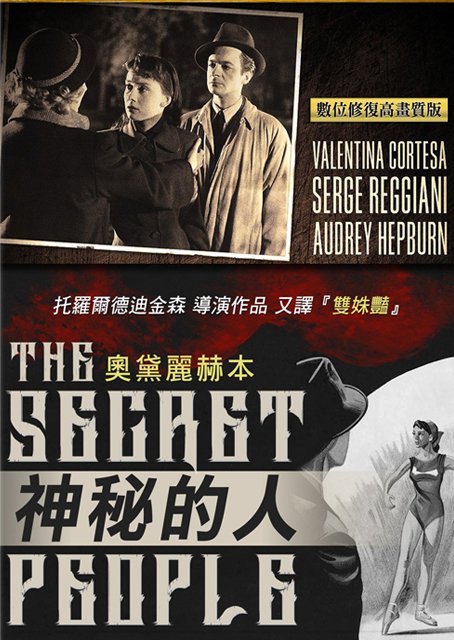 數位修復高畫質版
VALENTINA CORTESA
SERGE REGGIANI
AUDREY HEPBURN
托羅爾德迪金森 導演作品 又譯『雙姝豔』
THE 奧黛麗赫本
SECRET
神秘的人
PEOPLE